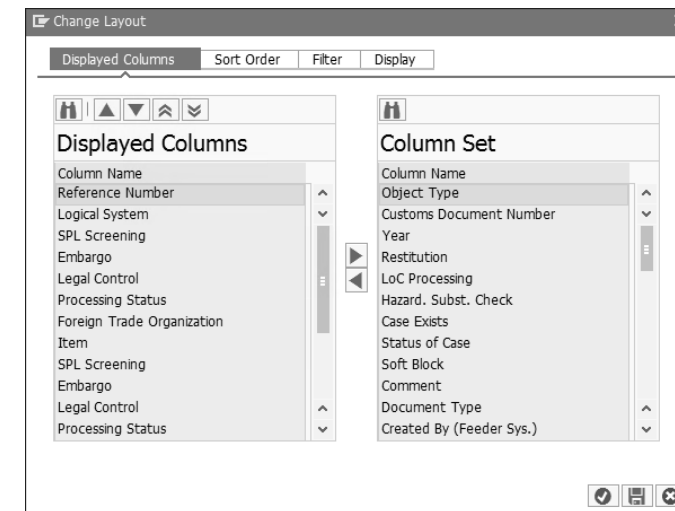 Change Layout
Displayed Columns
Sort Order
Filter
Display
Displayed Columns
Column Name
Reference Number
Logical System
SPL Screening
Embargo
Legal Control
Processing Status
Foreign Trade Organization
Item
SPL Screening
Embargo
Legal Control
Processing Status
Column Set
Column Name
Object Type
Customs Document Number
Year
Restitution
LoC Processing
Hazard. Subst. Check
Case Exists
Status of Case
Soft Block
Comment
Document Type
Created By (Feeder Sys.)